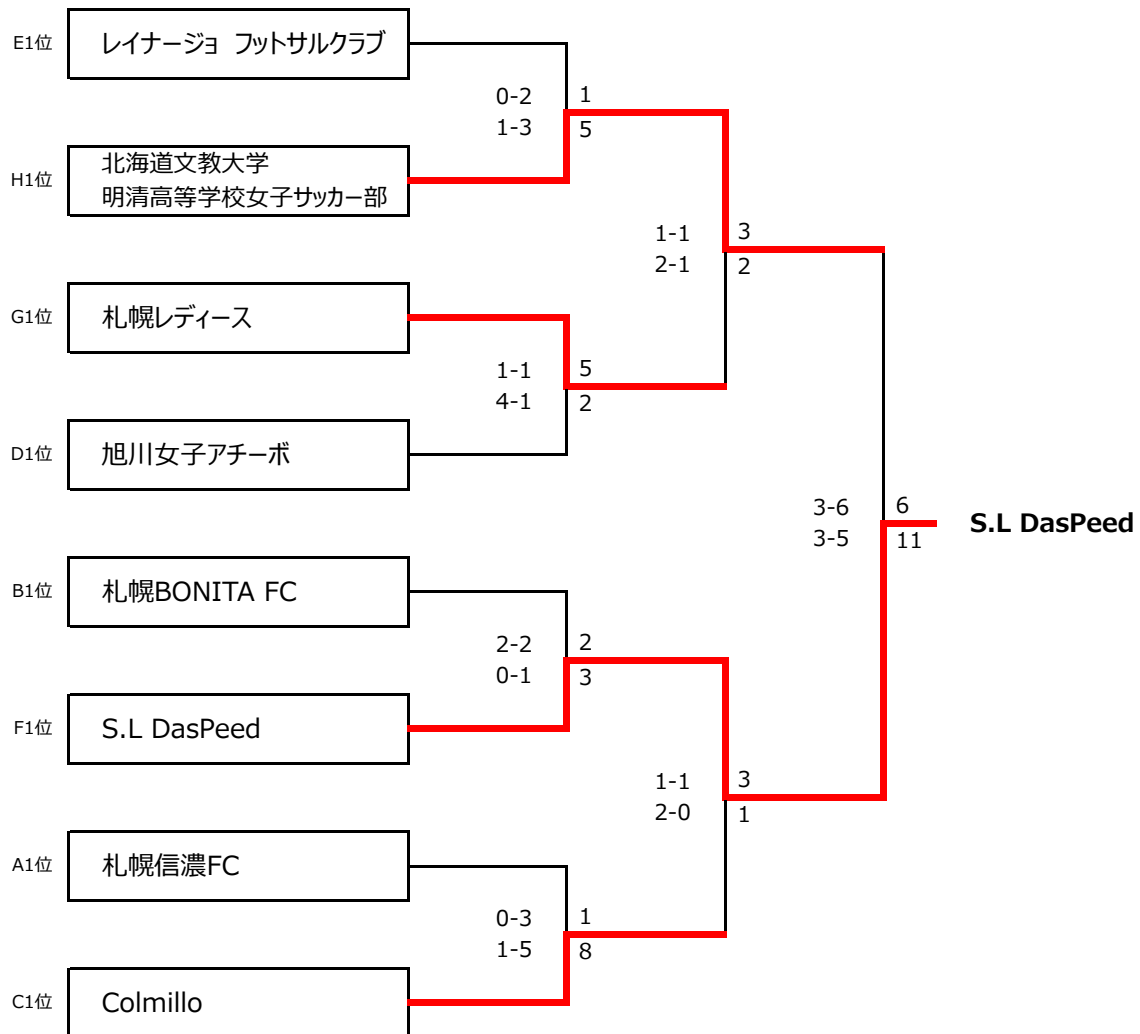 E1位
レイナージョ フットサルクラブ
0-2
1
1-3
5
H1位
北海道文教大学
明清高等学校女子サッカー部
1-1
3
2-1
2
G1位
札幌レディース
1-1
5
4-1
2
D1位
旭川女子アチーボ
3-6
6
3-5
11
S.L DasPeed
B1位
札幌BONITA FC
2-2
2
0-1
3
F1位
S.L DasPeed
1-1
3
2-0
1
A1位
札幌信濃FC
0-3
1
1-5
8
C1位
Colmillo